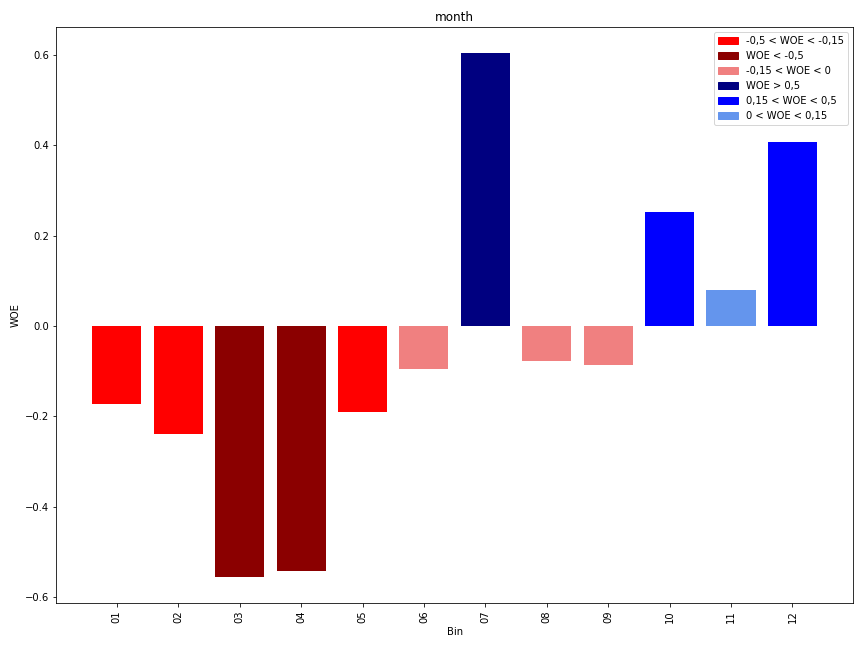 month
-0,5 < WOE < -0,15
WOE < -0,5
-0,15 < WOE < 0
WOE > 0,5
0,15 < WOE < 0,5
0 < WOE < 0,15
0.6
0.4
0.2
0.0
−0.2
−0.4
−0.6
WOE
01 02 03 04 05 06 07 08 09 10 11 12
Bin